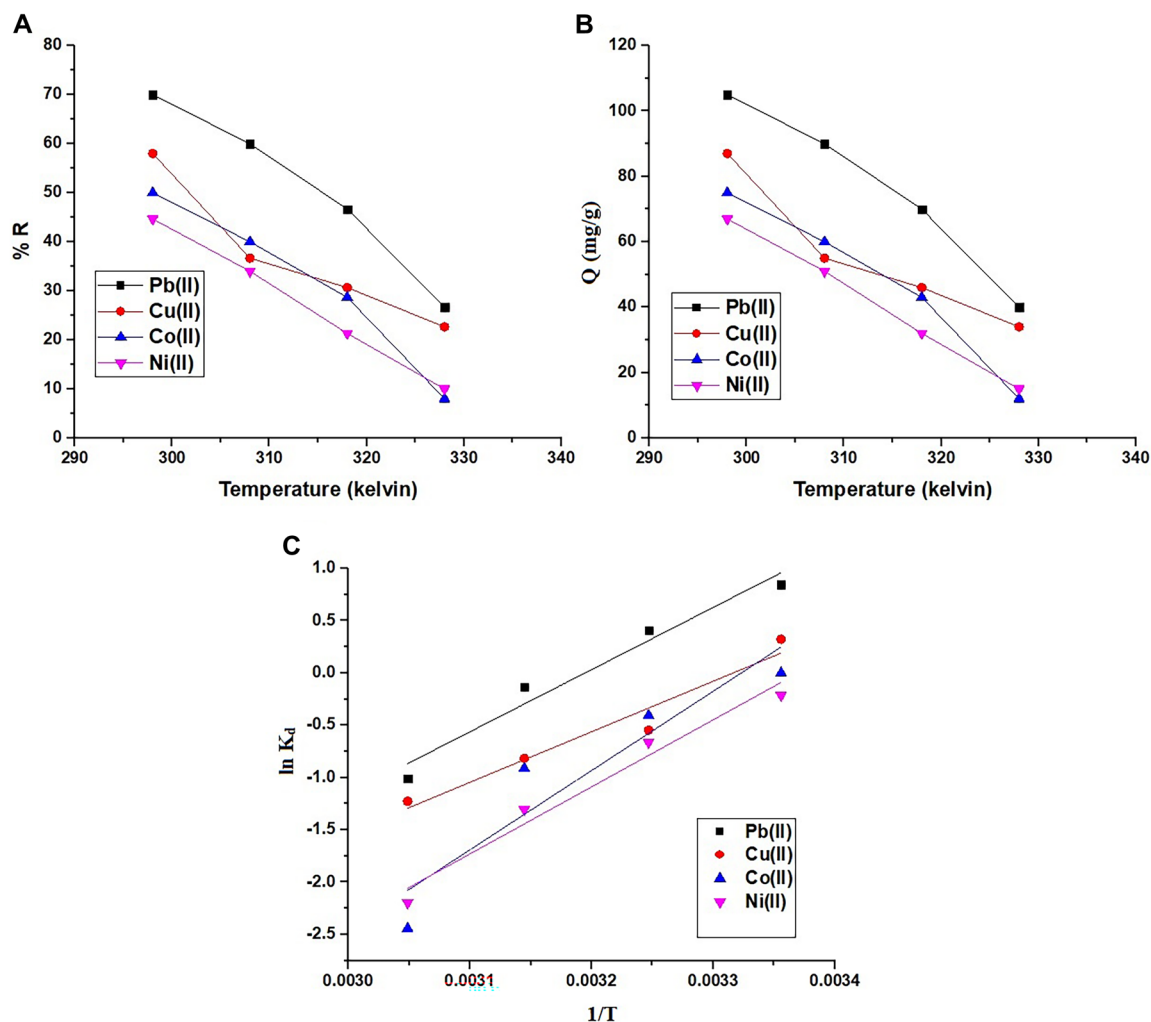 A
80
70
60
50
40
30
20
10
0
% R
Pb(II)
Cu(II)
Co(II)
Ni(II)
290 300 310 320 330 340
Temperature (kelvin)
B
120
100
80
60
40
20
0
Q (mg/g)
Pb(II)
Cu(II)
Co(II)
Ni(II)
290 300 310 320 330 340
Temperature (kelvin)
C
1.0
0.5
0.0
-0.5
-1.0
-1.5
-2.0
-2.5
ln Kd
Pb(II)
Cu(II)
Co(II)
Ni(II)
0.0030 0.0031 0.0032 0.0033 0.0034
1/T